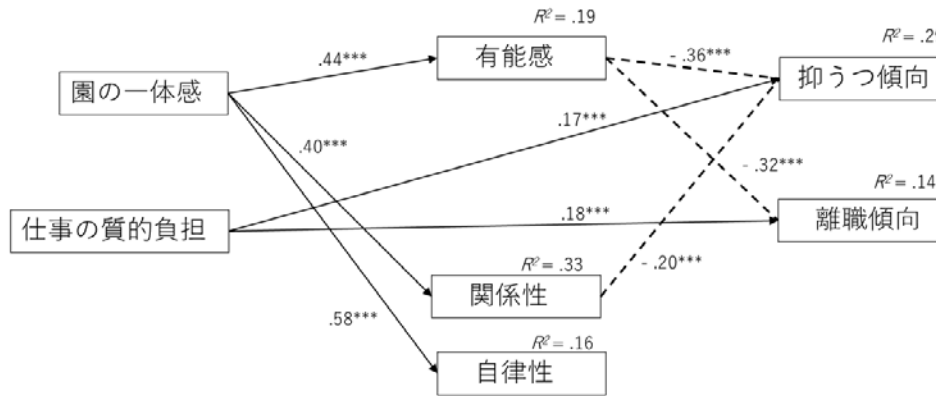 R² = .19
R² = .29
有能感
抑うつ傾向
園の一体感
.44***
- .36***
.17***
.40***
- .32***
R² = .14
仕事の質的負担
.18***
離職傾向
R² = .33
- .20***
関係性
.58***
R² = .16
自律性